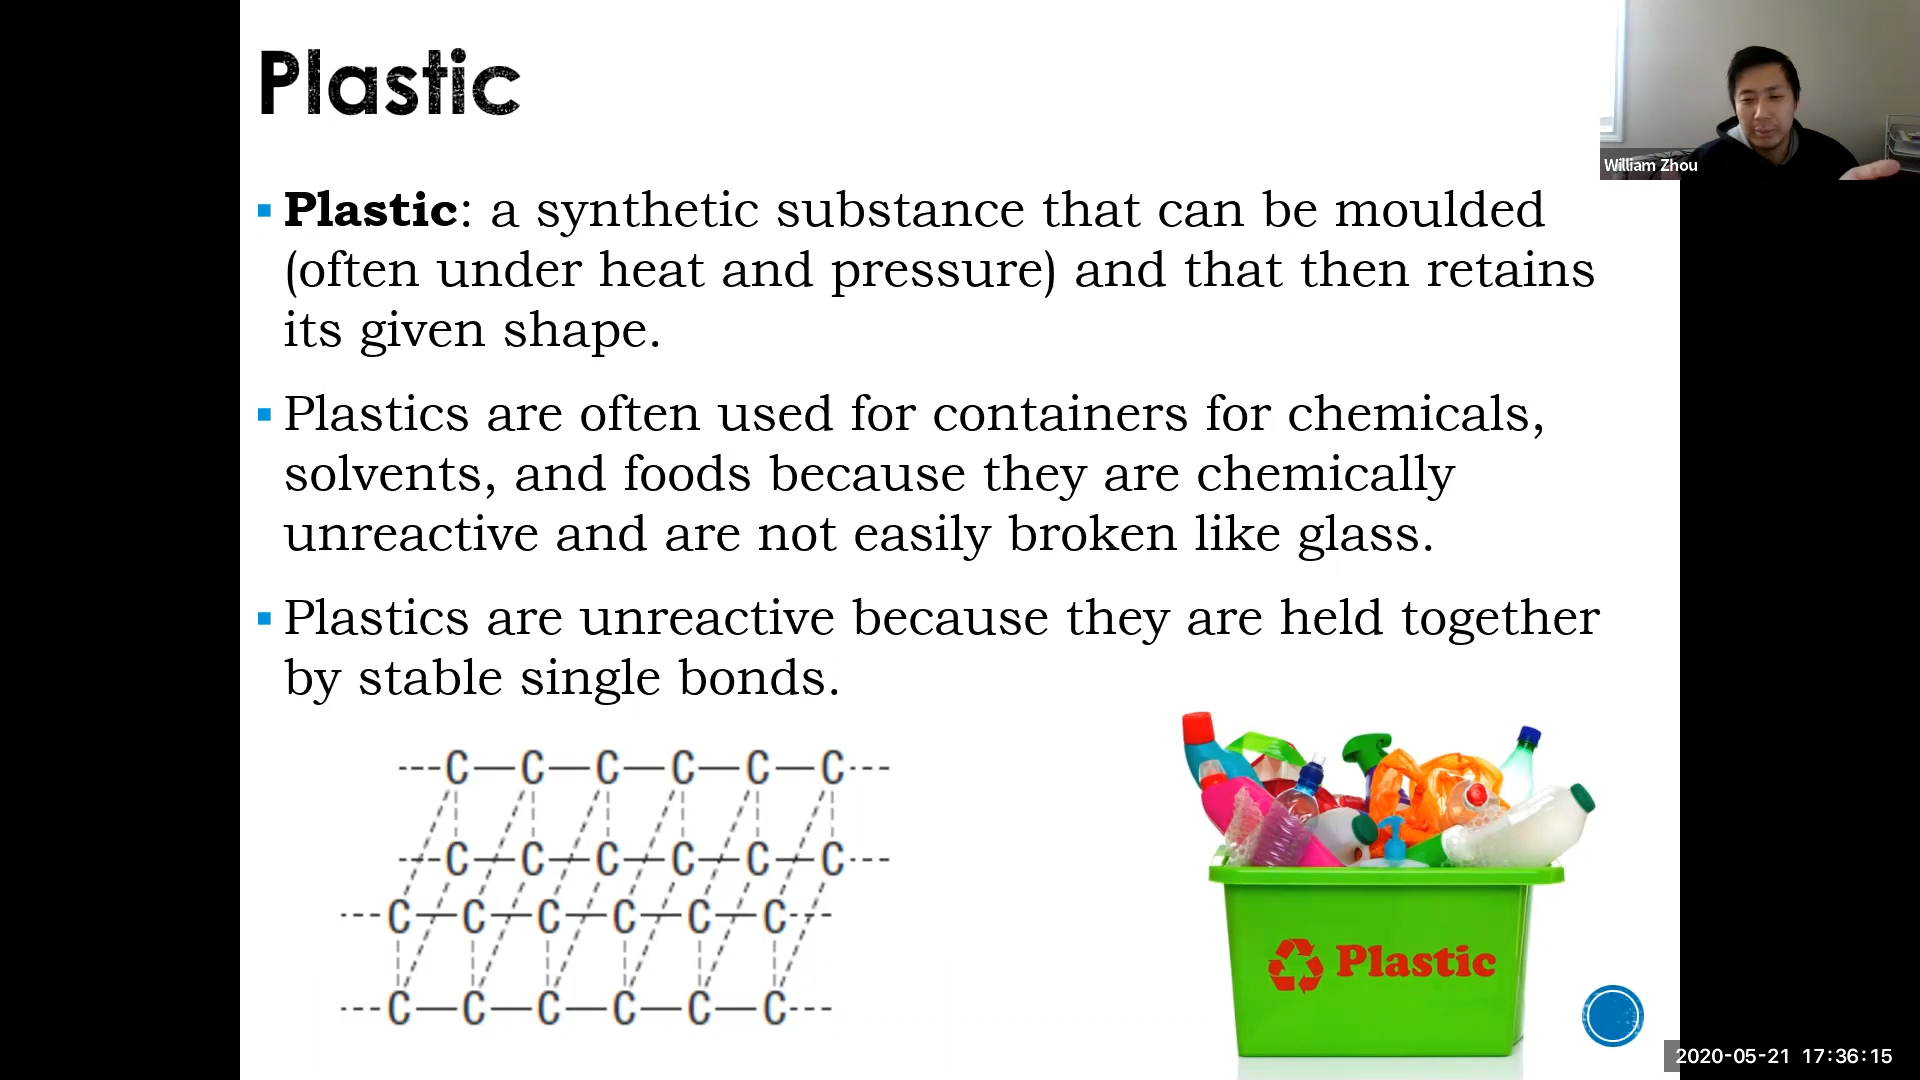 Plastic
William Zhou
▪ Plastic: a synthetic substance that can be moulded
(often under heat and pressure) and that then retains
its given shape.
▪ Plastics are often used for containers for chemicals,
solvents, and foods because they are chemically
unreactive and are not easily broken like glass.
▪ Plastics are unreactive because they are held together
by stable single bonds.
---C—C—C—C—C—C---
---C—C—C—C—C—C---
---C—C—C—C—C—C---
---C—C—C—C—C—C---
Plastic
2020-05-21 17:36:15